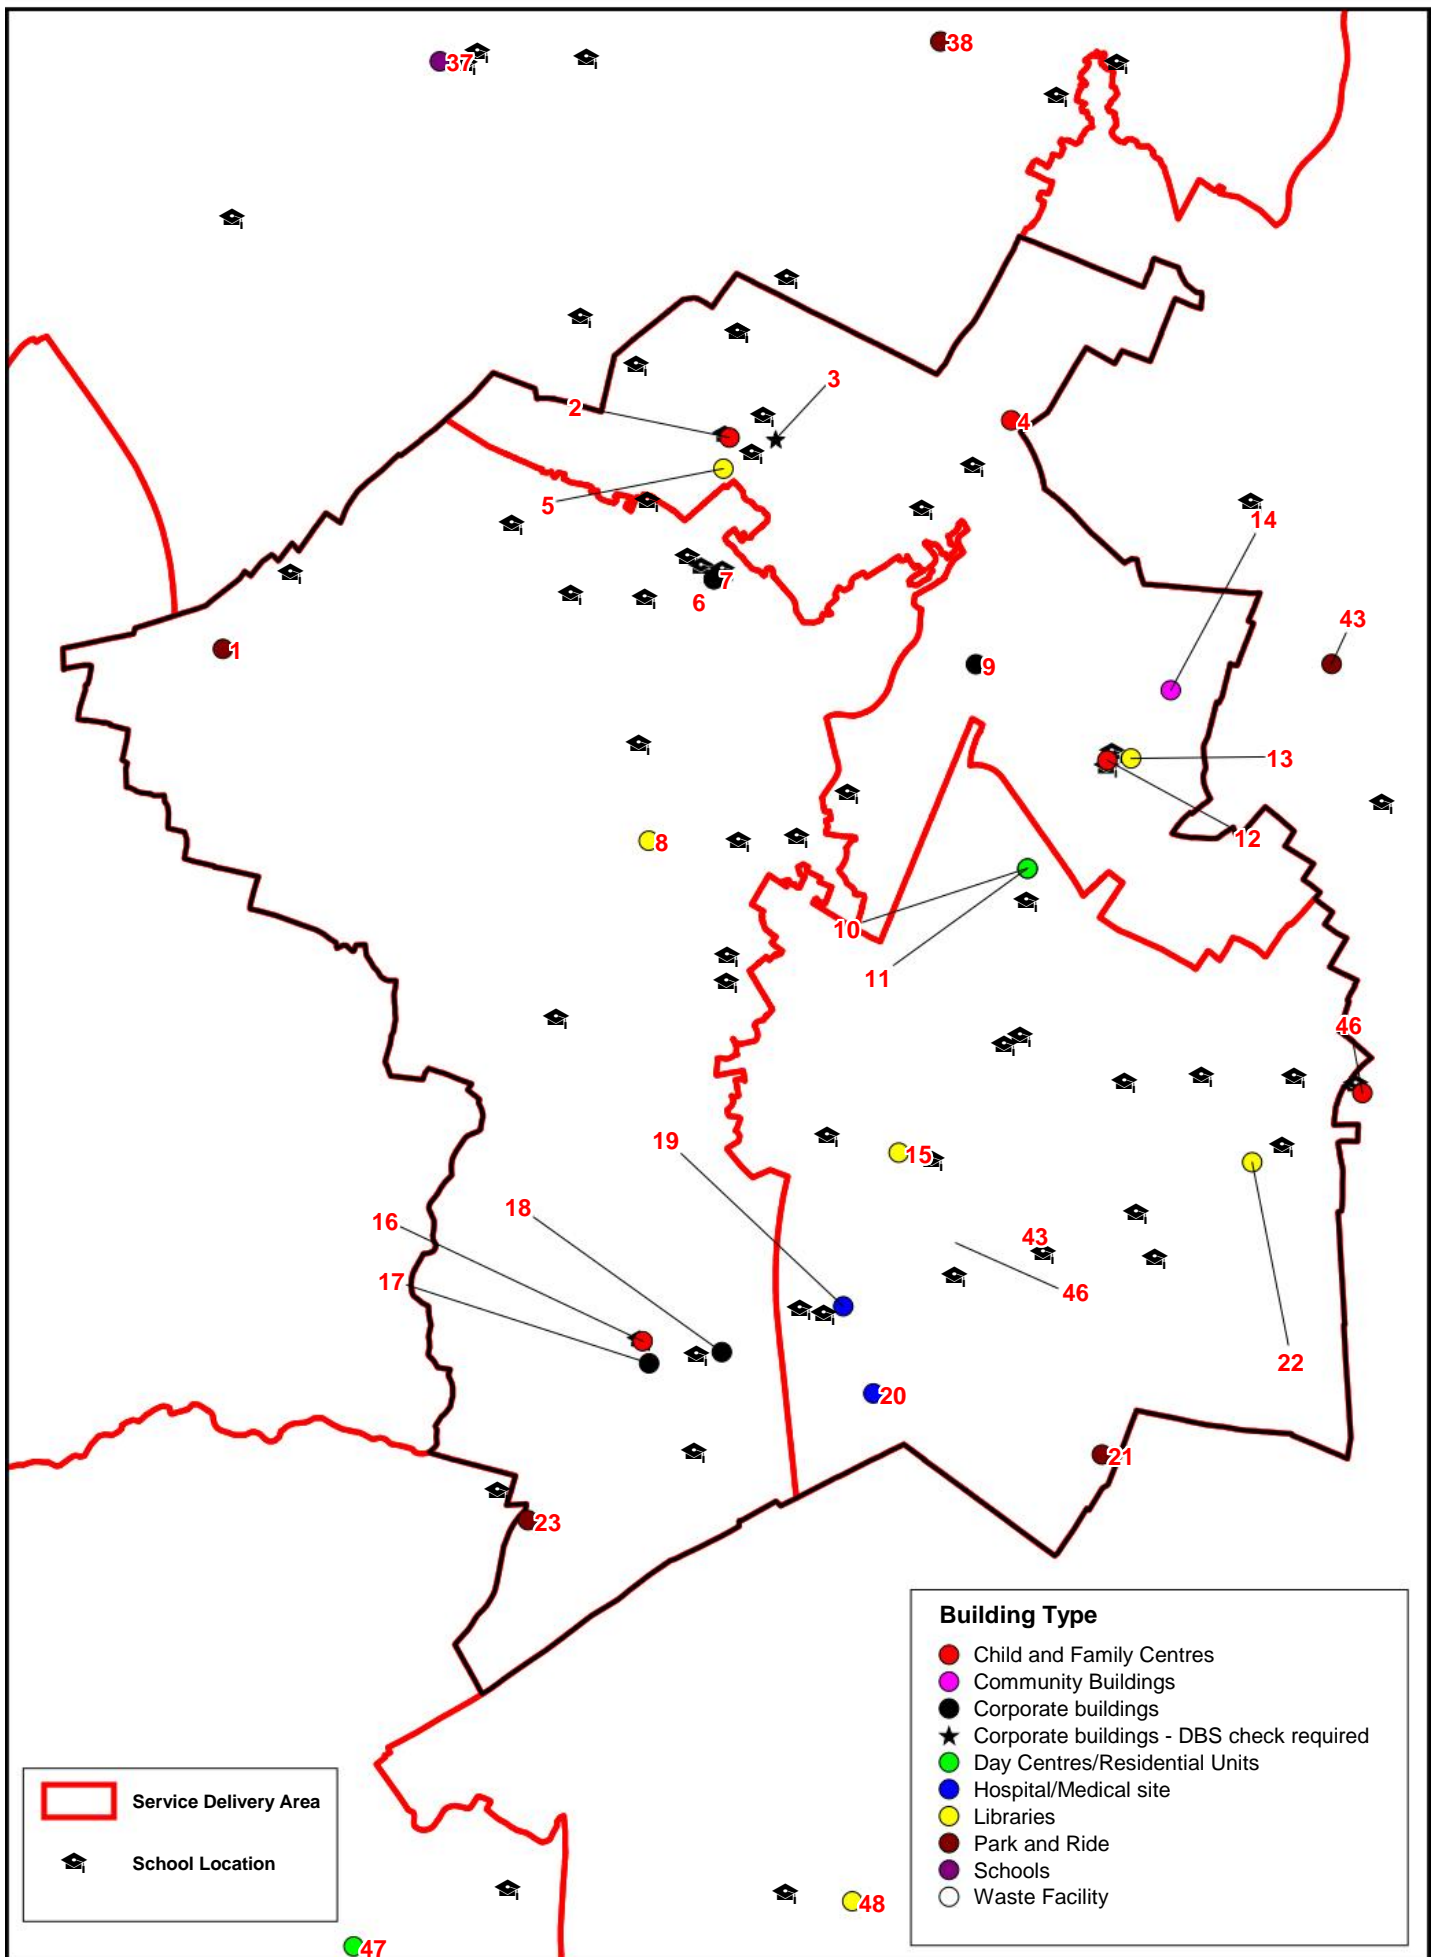 37
38
3
2
4
5
14
7
6
43
1
9
13
8
12
10
11
46
19
15
18
16
43
17
46
22
20
21
23
Building Type
Child and Family Centres
Community Buildings
Corporate buildings
Corporate buildings - DBS check required
Day Centres/Residential Units
Hospital/Medical site
Libraries
Park and Ride
Schools
Waste Facility
Service Delivery Area
School Location
48
47